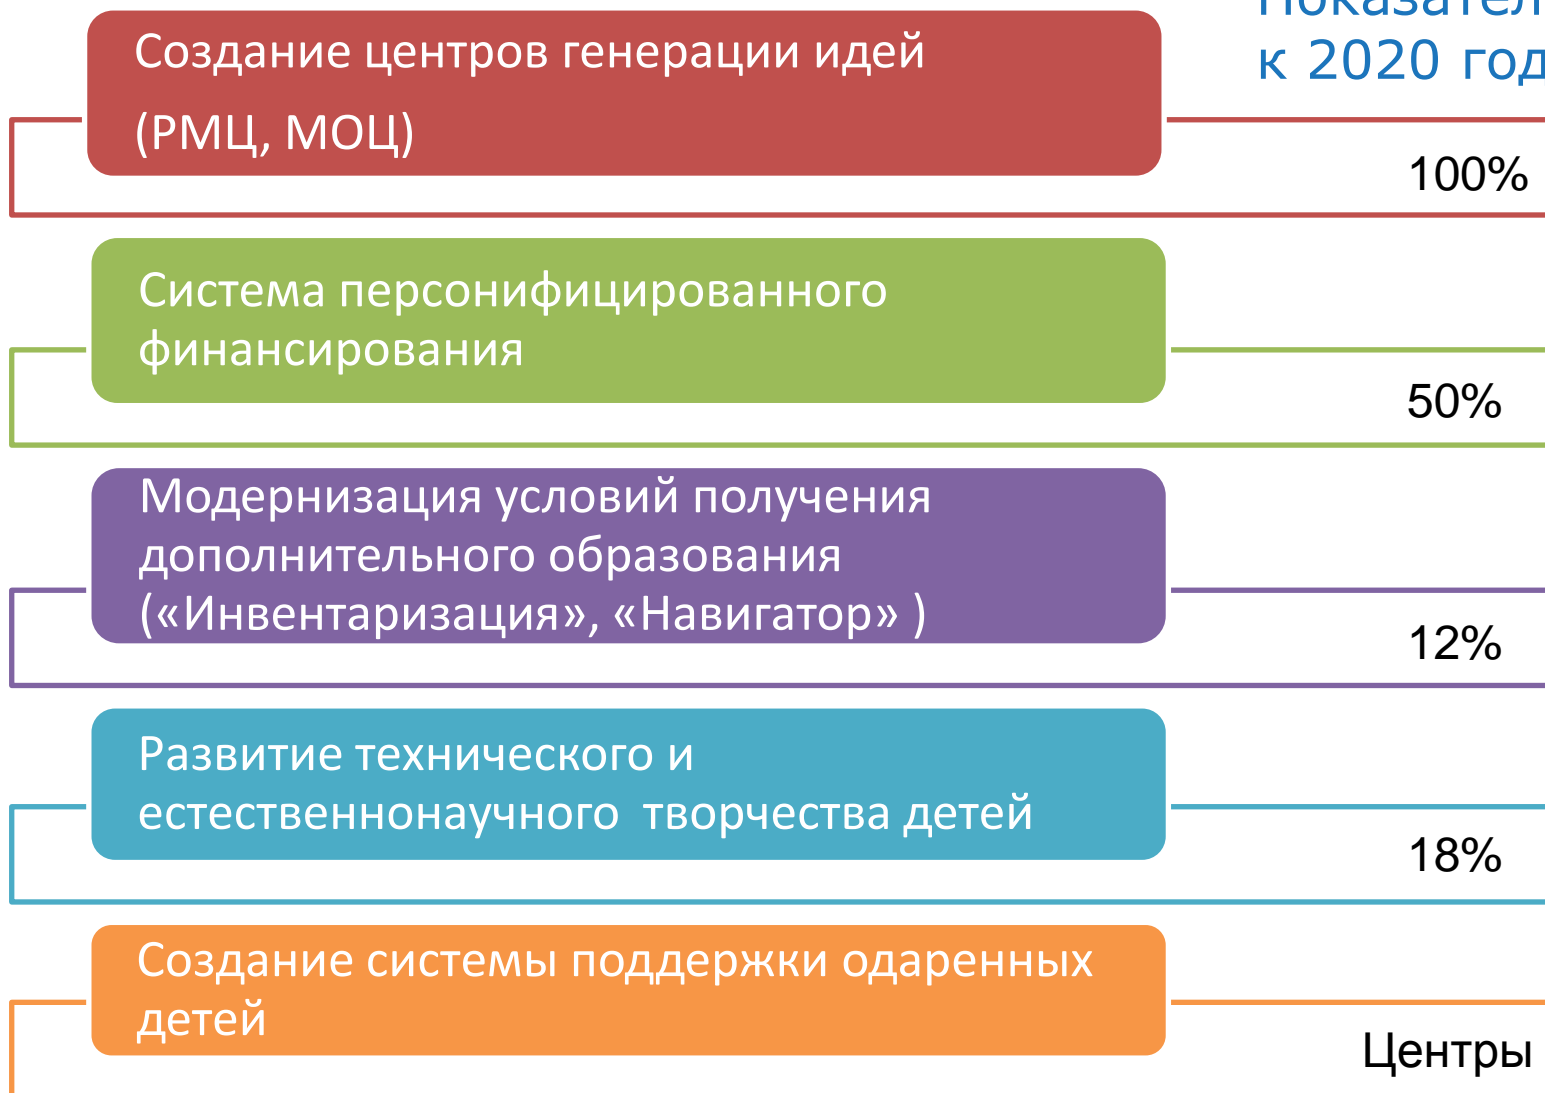 к 2020
Создание центров генерации идей
(РМЦ, МОЦ)
100%
Система персонифицированного
финансирования
50%
Модернизация условий получения
дополнительного образования
(«Инвентаризация», «Навигатор» )
12%
Развитие технического и
естественнонаучного творчества детей
18%
Создание системы поддержки одаренных
детей
Центры